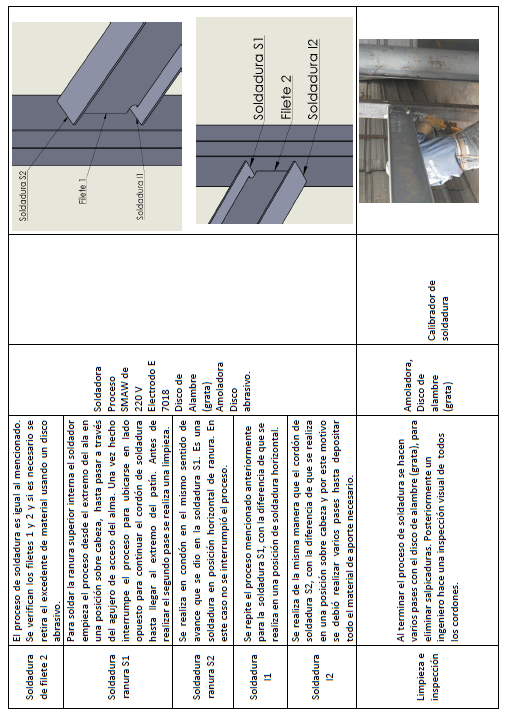 Soldadura
de filete 2
El proceso de soldadura es igual al mencionado.
Se verifican los filetes 1 y 2 y si es necesario se
retira el excedente de material usando un disco
abrasivo.
Soldadura
ranura S1
Para soldar la ranura superior interna el soldador
empieza el proceso desde el extremo del ala en
una posición sobre cabeza, hasta pasar a través
del agujero de acceso de alma. Una vez hecho
interrumpe el proceso para ubicarse en lado
opuesto para continuar el cordón de soldadura
hasta llegar al extremo del patín. Antes de
realizar el segundo pase se realiza una limpieza.
Soldadura
ranura S2
Se realiza en condón en el mismo sentido de
avance que se dio en la soldadura S1. Es una
soldadura en posición horizontal de ranura. En
este caso no se interrumpió el proceso.
Soldadura
I1
Se repite el proceso mencionado anteriormente
para la soldadura S1, con la diferencia de que se
realiza en una posición de soldadura horizontal.
Soldadura
I2
Se realiza de la misma manera que el cordón de
soldadura S2, con la diferencia de que se realiza
en una posición sobre cabeza y por este motivo
se debió realizar varios pases hasta depositar
todo el material de aporte necesario.
Soldadora
Proceso
SMAW de
220 V
Electrodo E
7018
Disco de
Alambre
(grata)
Amoladora
Disco
abrasivo.
Soldadura S2
Filete 1
Soldadura I1
Soldadura S1
Filete 2
Soldadura I2
Limpieza e
inspección
Al terminar el proceso de soldadura se hacen
varios pases con el disco de alambre (grata), para
eliminar salpicaduras. Posteriormente un
ingeniero hace una inspección visual de todos
los cordones.
Amoladora,
Disco de
alambre
(grata)
Calibrador de
soldadura